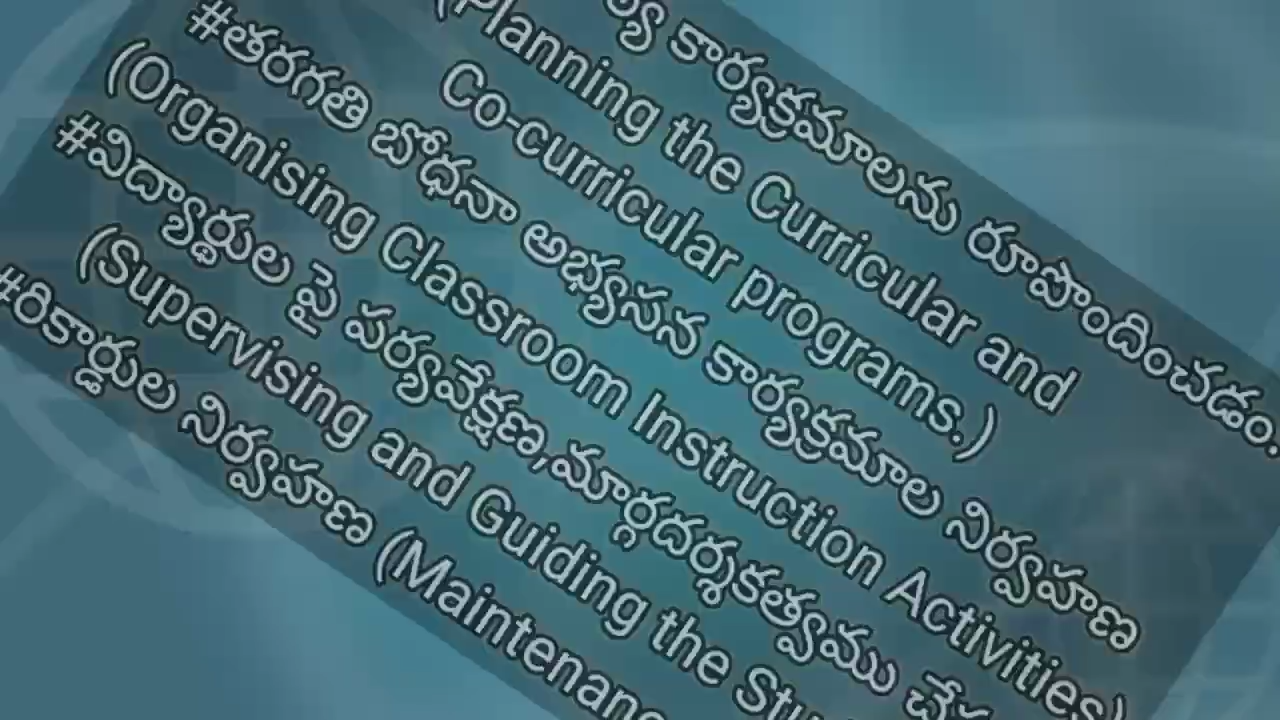 కార్యక్రమాలను రూపొందించడం.
(Planning the Curricular and
Co-curricular programs.)
#తరగతి బోధనా అభ్యసన కార్యక్రమాల నిర్వహణ
(Organising Classroom Instruction Activities)
#విద్యార్థుల పై పర్యవేక్షణ,మార్గదర్శకత్వము
(Supervising and Guiding the
#రికార్డుల నిర్వహణ